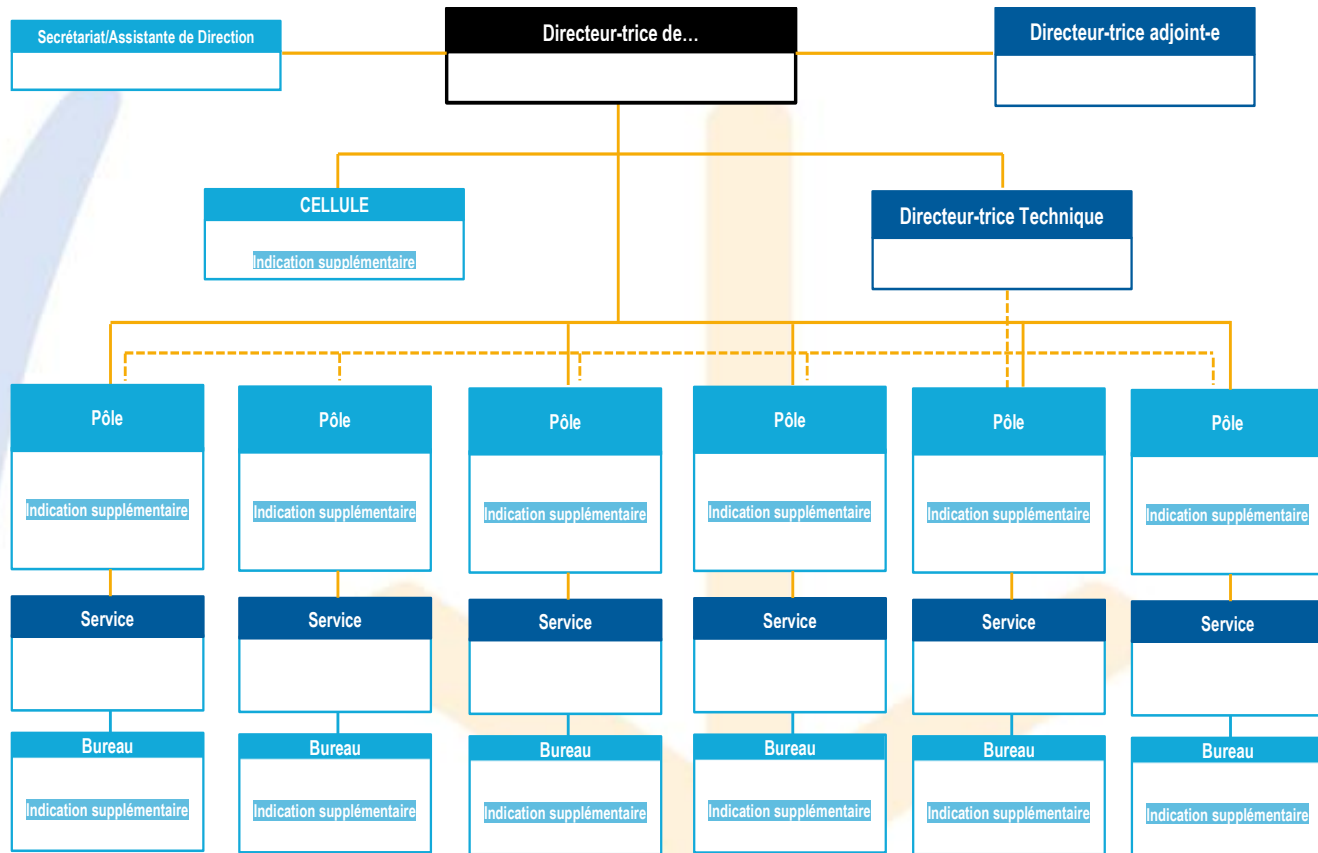 Secrétariat/Assistante de Direction
Directeur-trice de…
Directeur-trice adjoint-e
CELLULE
Indication supplémentaire
Directeur-trice Technique
Pôle
Pôle
Pôle
Pôle
Pôle
Pôle
Indication supplémentaire
Indication supplémentaire
Indication supplémentaire
Indication supplémentaire
Indication supplémentaire
Indication supplémentaire
Service
Service
Service
Service
Service
Service
Bureau
Bureau
Bureau
Bureau
Bureau
Bureau
Indication supplémentaire
Indication supplémentaire
Indication supplémentaire
Indication supplémentaire
Indication supplémentaire
Indication supplémentaire